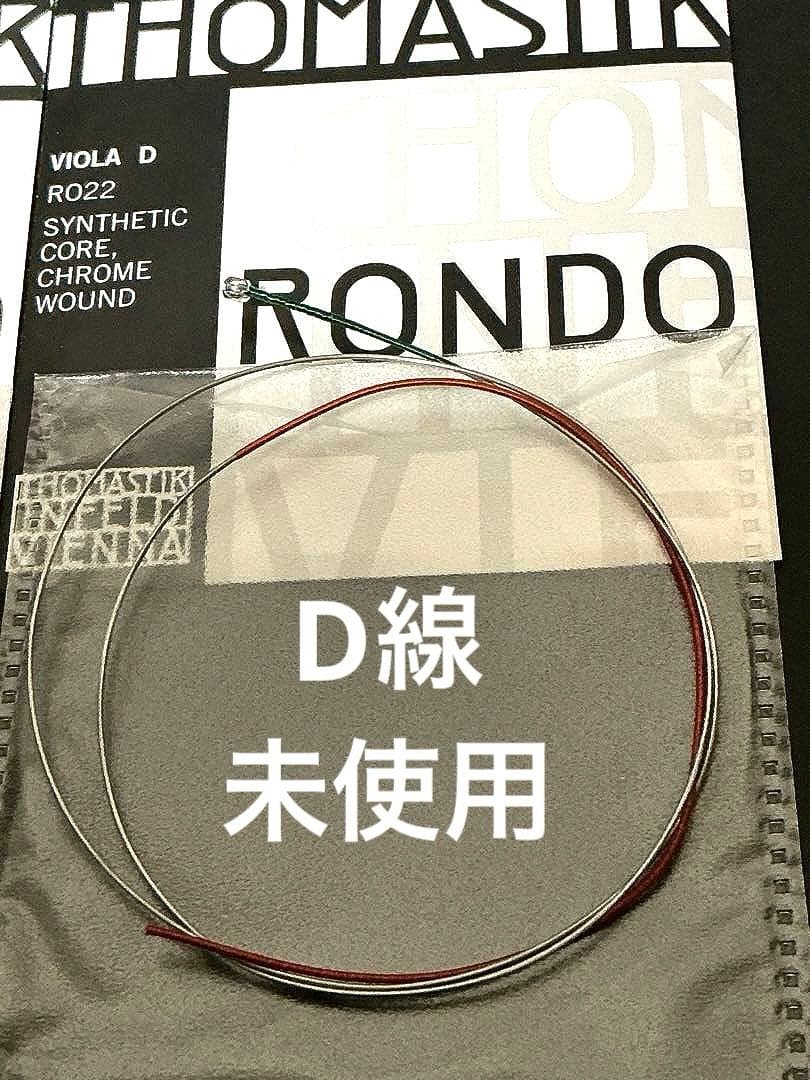 THOMASTIK
VIOLA D
RO22
SYNTHETIC
CORE,
CHROME
WOUND
RONDO
THOMASTIK
INFELD
VIENNA
D線
未使用